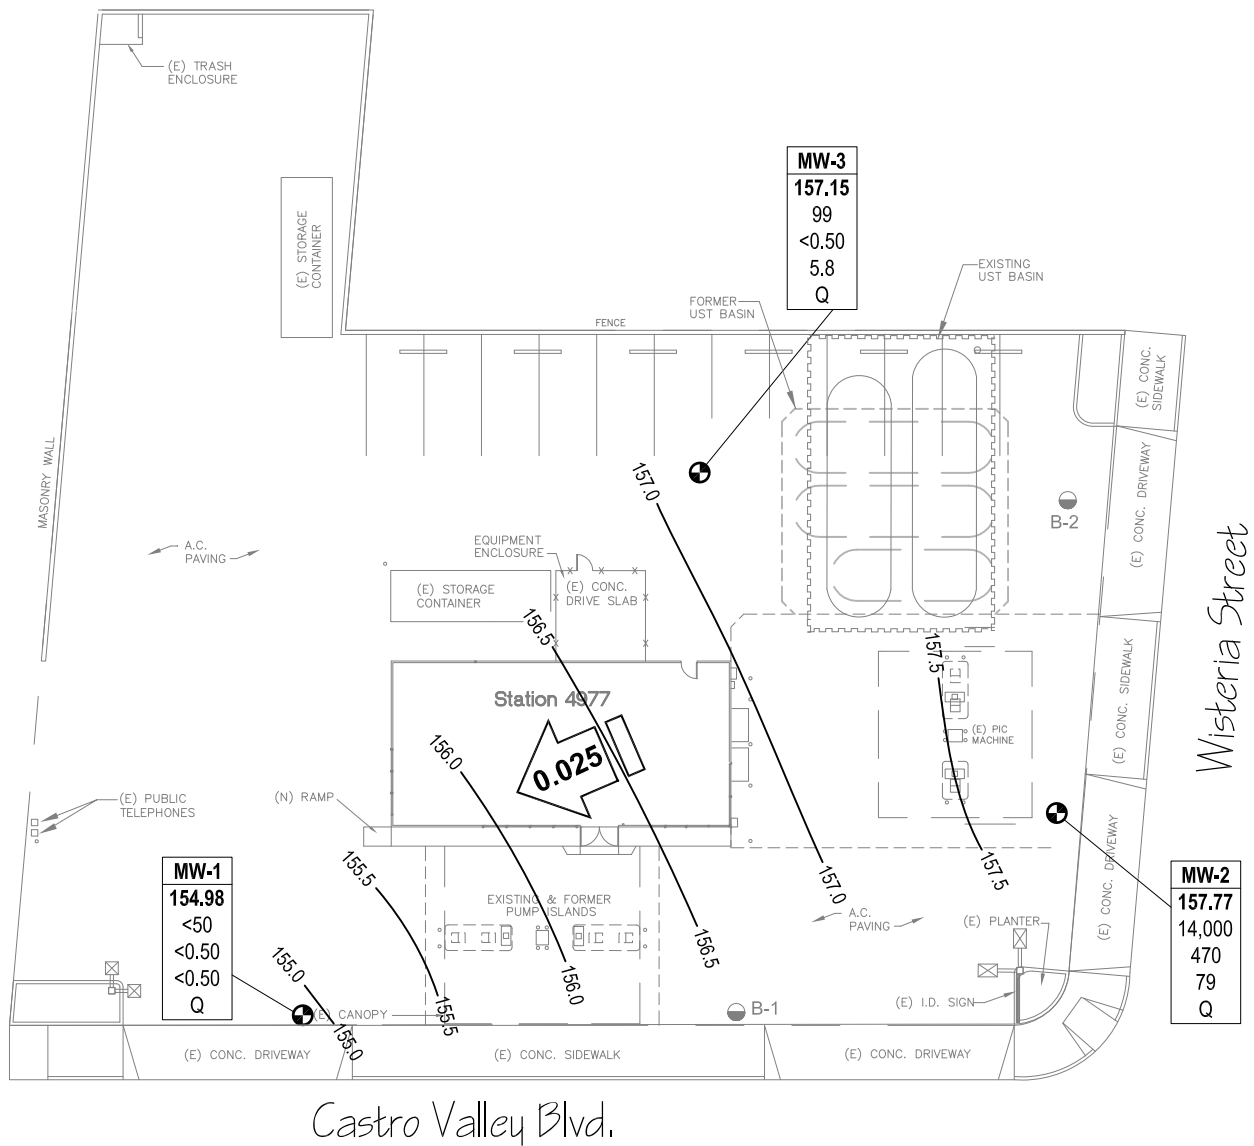 (E) TRASH
ENCLOSURE
(E) STORAGE
CONTAINER
MW-3
157.15
99
<0.50
5.8
Q
EXISTING
UST BASIN
FORMER
UST BASIN
FENCE
(E) CONC.
SIDEWALK
MASONRY WALL
157.0
(E) CONC. DRIVEWAY
B-2
A.C.
PAVING
EQUIPMENT
ENCLOSURE
(E) STORAGE
CONTAINER
(E) CONC.
DRIVE SLAB
156.5
Wisteria Street
157.5
(E) CONC. SIDEWALK
Station 4977
(E) PIC
MACHINE
156.0
0.025
(E) PUBLIC
TELEPHONES
(N) RAMP
155.5
157.0
157.5
(E) CONC. DRIVEWAY
MW-1
154.98
<50
<0.50
<0.50
Q
MW-2
157.77
14,000
470
79
Q
EXISTING & FORMER
PUMP ISLANDS
A.C.
PAVING
(E) PLANTER
156.5
155.0
156.0
155.5
(E) CANOPY
B-1
(E) I.D. SIGN
155.0
(E) CONC. DRIVEWAY
(E) CONC. SIDEWALK
(E) CONC. DRIVEWAY
Castro Valley Blvd.